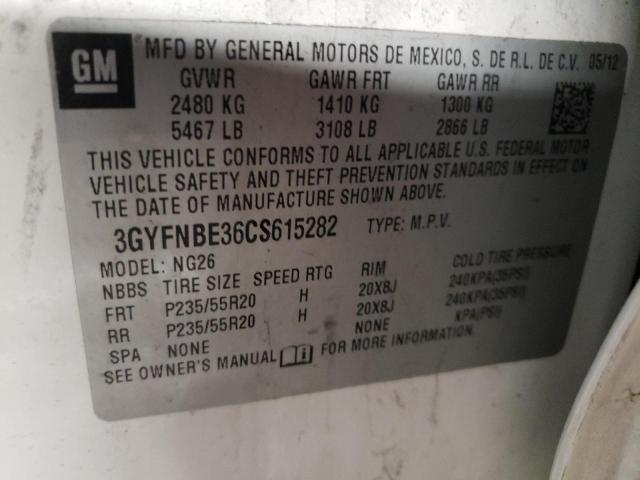 GM
MFD BY GENERAL MOTORS DE MEXICO, S. DE R.L. DE C.V. 05/12
GVWR GAWR FRT GAWR RR
2480 KG 1410 KG 1300 KG
5467 LB 3108 LB 2866 LB
THIS VEHICLE CONFORMS TO ALL APPLICABLE U.S. FEDERAL MOTOR
VEHICLE SAFETY AND THEFT PREVENTION STANDARDS IN EFFECT ON
THE DATE OF MANUFACTURE SHOWN ABOVE.
3GYFNBE36CS615282 TYPE: M.P.V.
MODEL: NG26
NBBS TIRE SIZE SPEED RTG RIM COLD TIRE PRESSURE
FRT P235/55R20 H 20X8J 240KPA(35PSI)
RR P235/55R20 H 20X8J 240KPA(35PSI)
SPA NONE NONE KPA(PSI)
SEE OWNER'S MANUAL FOR MORE INFORMATION.